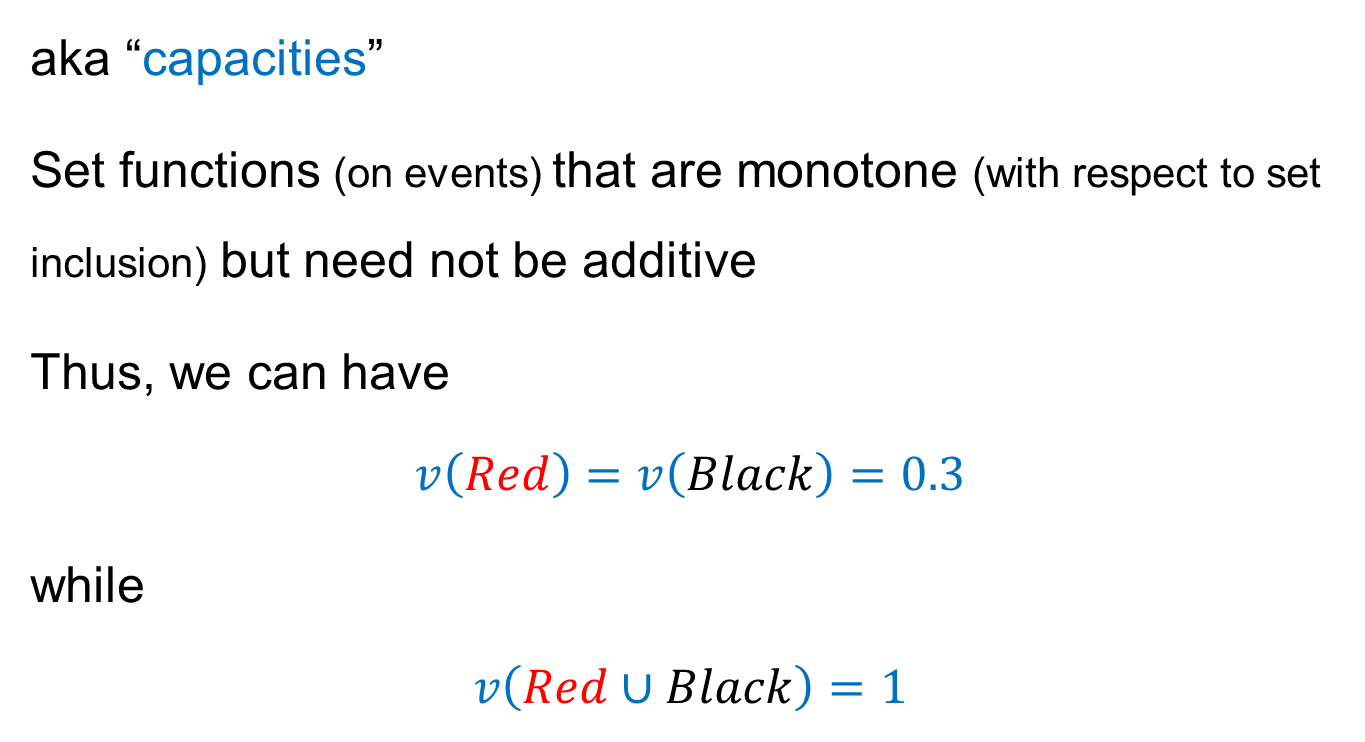 aka “capacities”
Set functions (on events) that are monotone (with respect to set
inclusion) but need not be additive
Thus, we can have
v(Red) = v(Black) = 0.3
while
v(Red ∪ Black) = 1